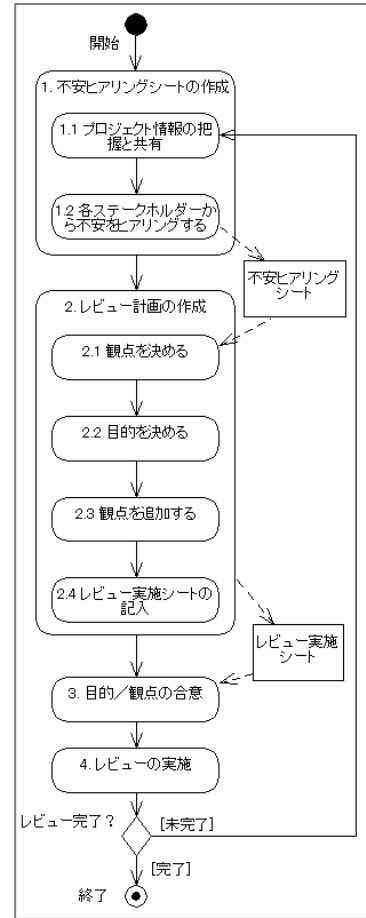 開始
1. 不安ヒアリングシートの作成
1.1 プロジェクト情報の把
握と共有
1.2 各ステークホルダーか
ら不安をヒアリングする
不安ヒアリング
シート
2. レビュー計画の作成
2.1 観点を決める
2.2 目的を決める
2.3 観点を追加する
2.4 レビュー実施シートの
記入
レビュー実施
シート
3. 目的／観点の合意
4. レビューの実施
レビュー完了？
[未完了]
[完了]
終了